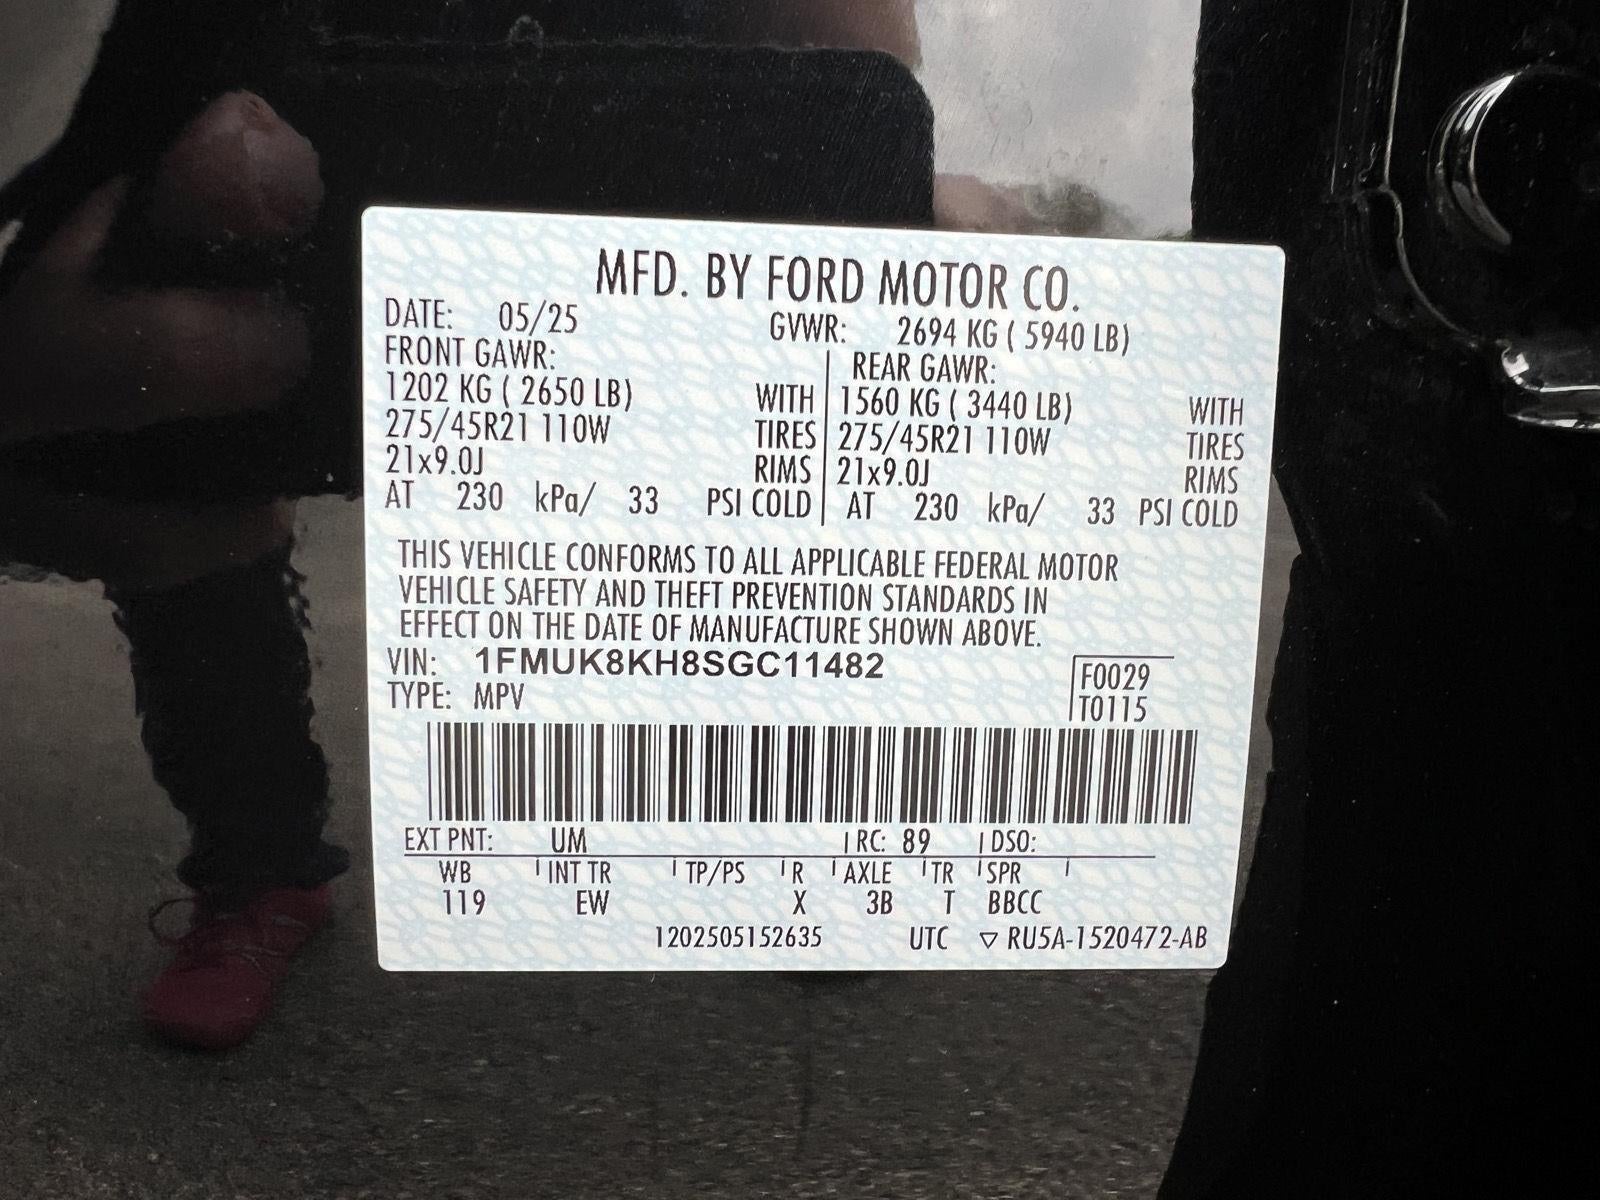 MFD. BY FORD MOTOR CO.
DATE: 05/25 GVWR: 2694 KG ( 5940 LB)
FRONT GAWR: REAR GAWR:
1202 KG ( 2650 LB) WITH 1560 KG ( 3440 LB) WITH
275/45R21 110W TIRES 275/45R21 110W TIRES
21x9.0J RIMS 21x9.0J RIMS
AT 230 kPa/ 33 PSI COLD AT 230 kPa/ 33 PSI COLD
THIS VEHICLE CONFORMS TO ALL APPLICABLE FEDERAL MOTOR
VEHICLE SAFETY AND THEFT PREVENTION STANDARDS IN
EFFECT ON THE DATE OF MANUFACTURE SHOWN ABOVE.
VIN: 1FMUK8KH8SGC11482 F0029
TYPE: MPV T0115
EXT PNT: UM RC: 89 DSO:
WB INT TR TP/PS R AXLE TR SPR
119 EW X 3B T BBCC
1202505152635 UTC ▽ RU5A-1520472-AB